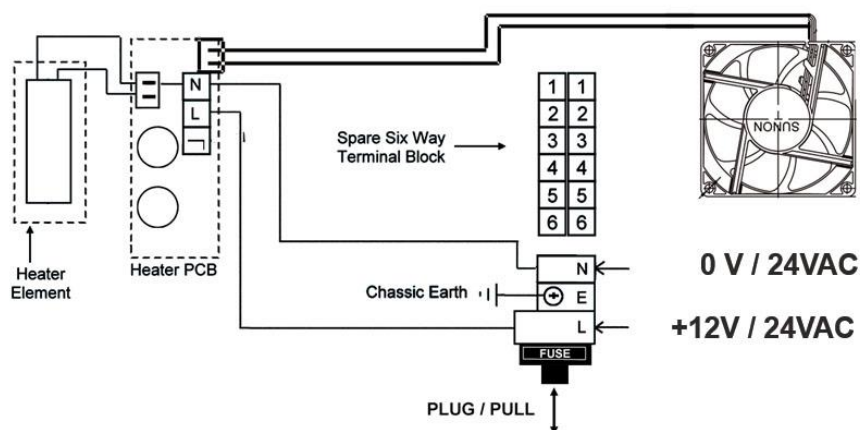 N
L
Spare Six Way
Terminal Block
1 1
2 2
3 3
4 4
5 5
6 6
SUNON
Heater
Element
Heater PCB
Chassic Earth
N
E
L
FUSE
PLUG / PULL
0 V / 24VAC
+12V / 24VAC